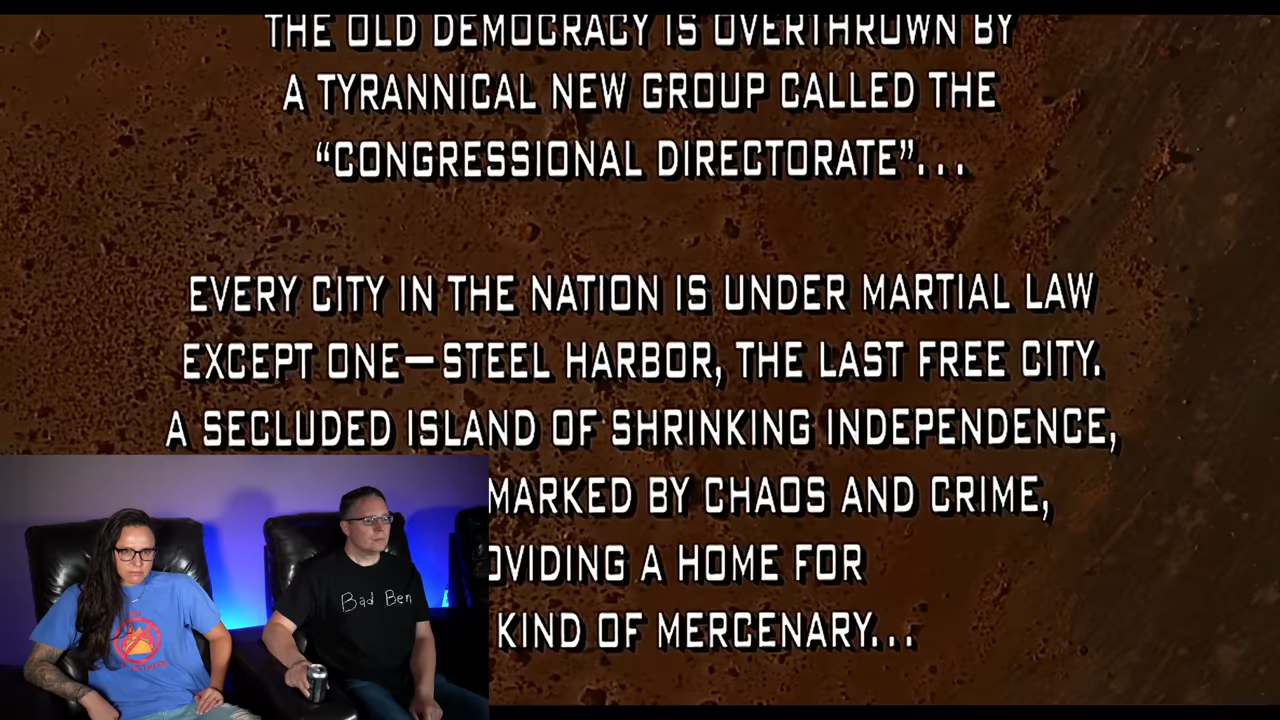 THE OLD DEMOCRACY IS OVERTHROWN BY
A TYRANNICAL NEW GROUP CALLED THE
“CONGRESSIONAL DIRECTORATE”...
EVERY CITY IN THE NATION IS UNDER MARTIAL LAW
EXCEPT ONE—STEEL HARBOR, THE LAST FREE CITY.
A SECLUDED ISLAND OF SHRINKING INDEPENDENCE,
MARKED BY CHAOS AND CRIME,
OVIDING A HOME FOR
KIND OF MERCENARY...
Bad Ben